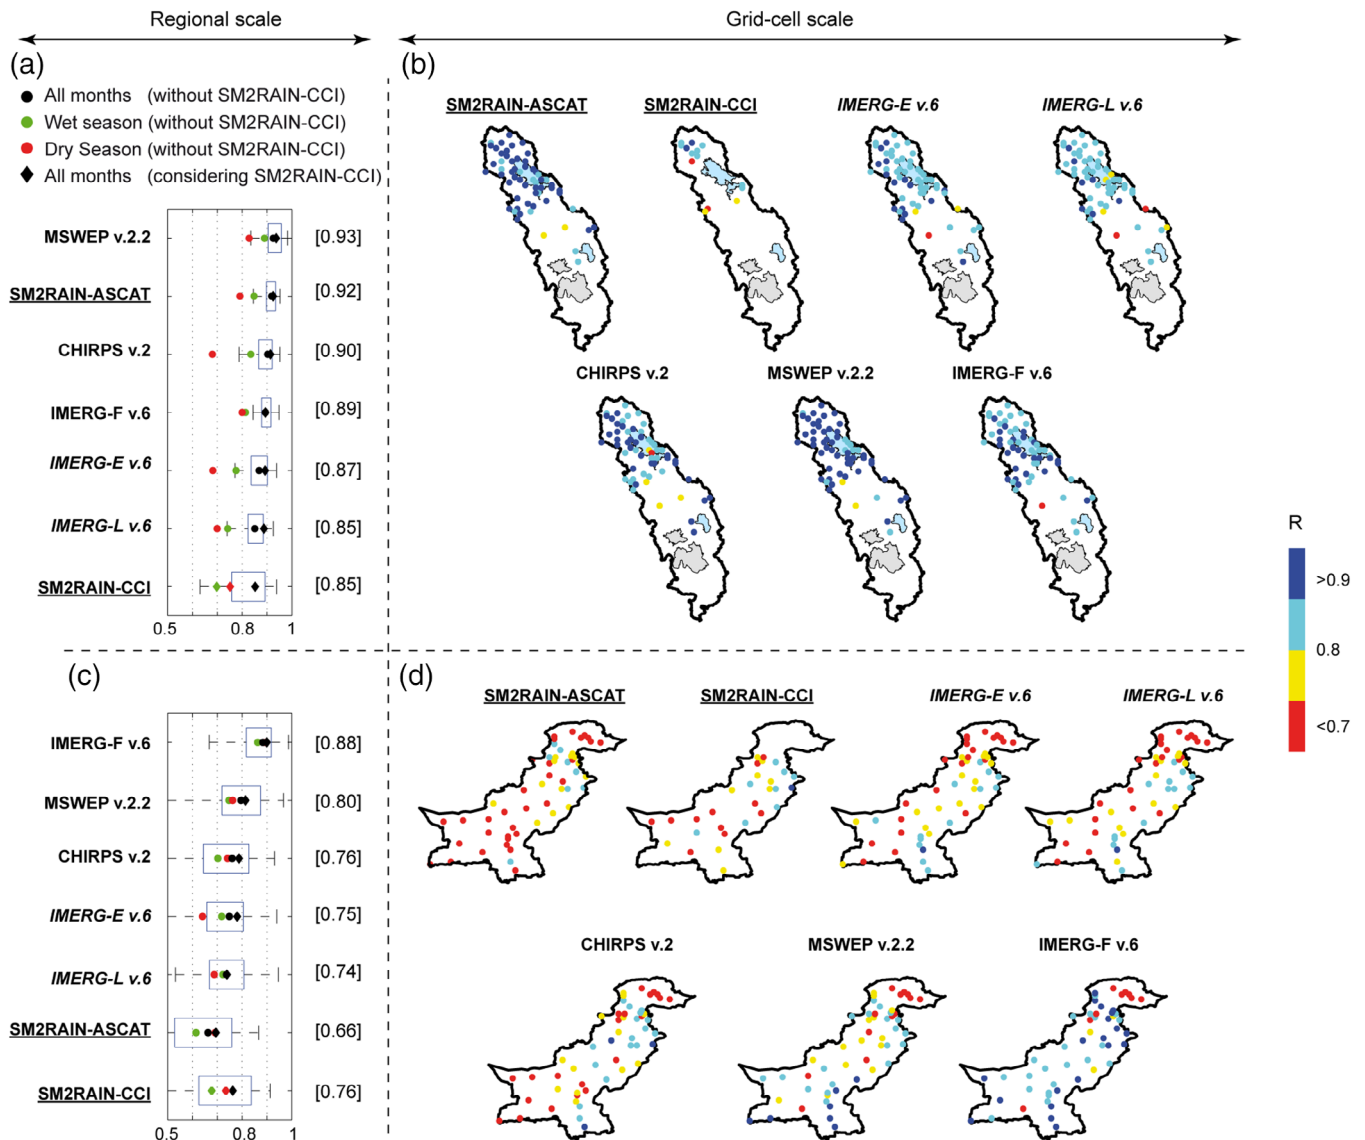 Regional scale
Grid-cell scale
(a)
All months (without SM2RAIN-CCI)
Wet season (without SM2RAIN-CCI)
Dry Season (without SM2RAIN-CCI)
All months (considering SM2RAIN-CCI)
MSWEP v.2.2 [0.93]
SM2RAIN-ASCAT [0.92]
CHIRPS v.2 [0.90]
IMERG-F v.6 [0.89]
IMERG-E v.6 [0.87]
IMERG-L v.6 [0.85]
SM2RAIN-CCI [0.85]
0.5 0.8 1
(b)
SM2RAIN-ASCAT SM2RAIN-CCI IMERG-E v.6 IMERG-L v.6
CHIRPS v.2 MSWEP v.2.2 IMERG-F v.6
R
>0.9
0.8
<0.7
(c)
IMERG-F v.6 [0.88]
MSWEP v.2.2 [0.80]
CHIRPS v.2 [0.76]
IMERG-E v.6 [0.75]
IMERG-L v.6 [0.74]
SM2RAIN-ASCAT [0.66]
SM2RAIN-CCI [0.76]
0.5 0.8 1
(d)
SM2RAIN-ASCAT SM2RAIN-CCI IMERG-E v.6 IMERG-L v.6
CHIRPS v.2 MSWEP v.2.2 IMERG-F v.6